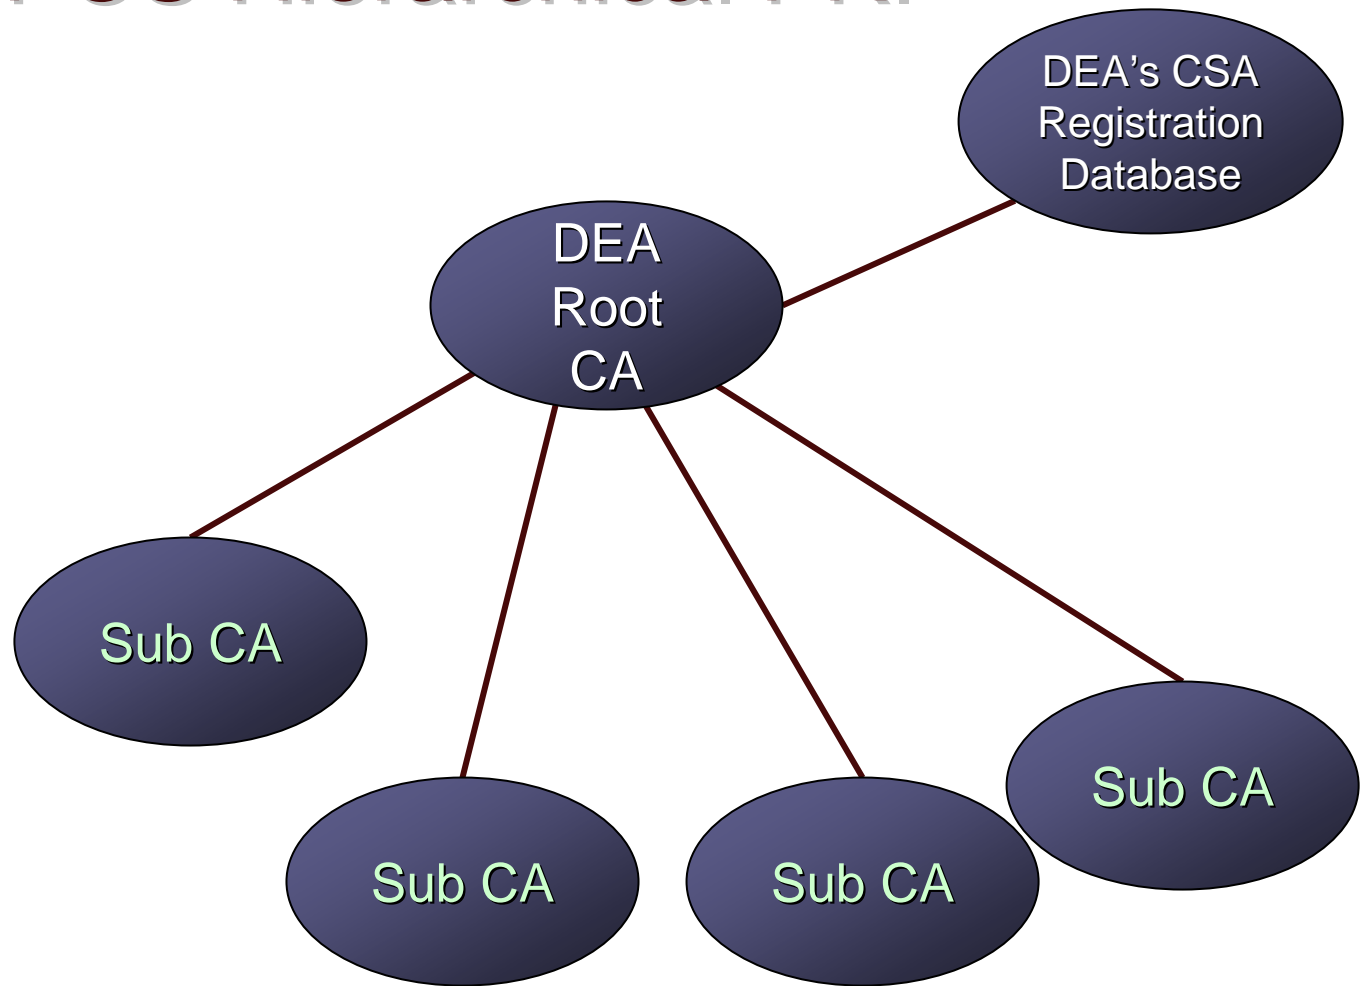 DEA's CSA
Registration
Database
DEA
Root
CA
Sub CA
Sub CA
Sub CA
Sub CA